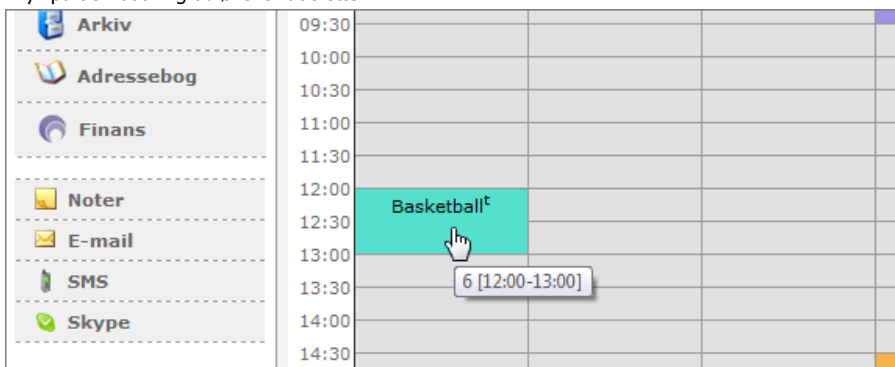 Arkiv
Adressebog
Finans
Noter
E-mail
SMS
Skype
09:30
10:00
10:30
11:00
11:30
12:00
12:30
13:00
13:30
14:00
14:30
Basketballᵗ
6 [12:00-13:00]